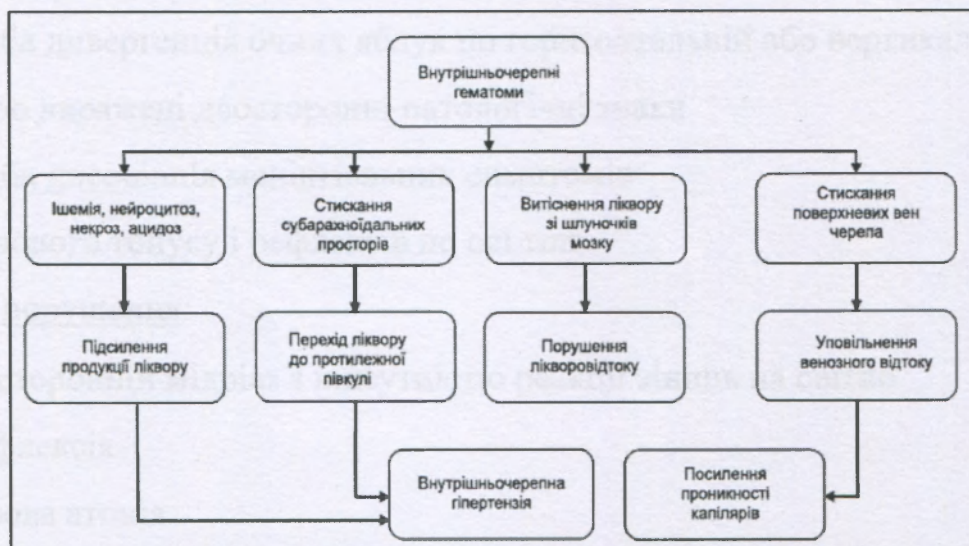 Внутрішньочерепні
гематоми
Ішемія, нейроцитоз,
некроз, ацидоз
Стискання
субарахноїдальних
просторів
Витіснення ліквору
зі шлуночків
мозку
Стискання
поверхневих вен
черепа
Підсилення
продукції ліквору
Перехід ліквору
до протилежної
півкулі
Порушення
лікворовідтоку
Уповільнення
венозного відтоку
Внутрішньочерепна
гіпертензія
Посилення
проникності
капілярів